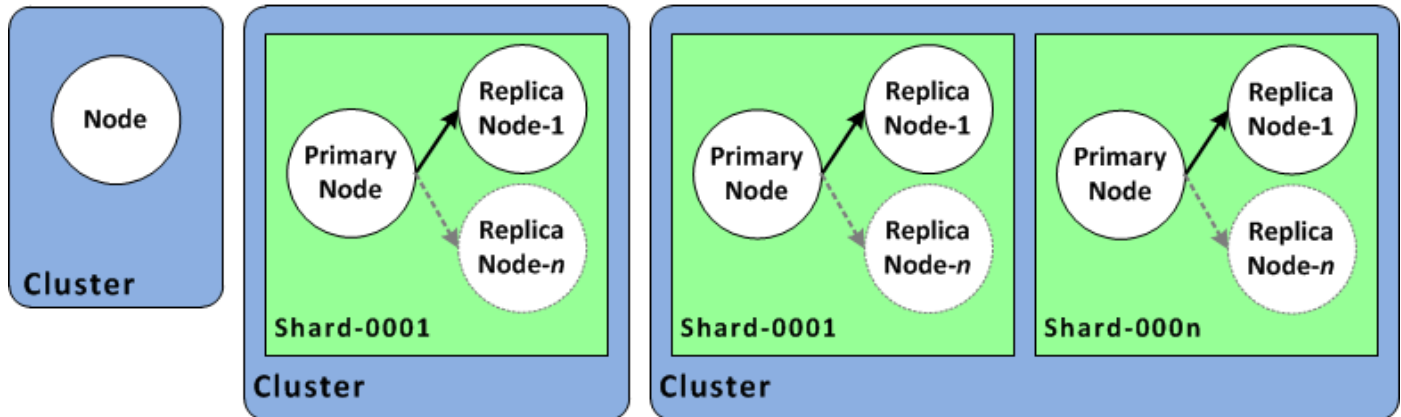 Node
Cluster
Primary
Node
Replica
Node-1
Replica
Node-n
Shard-0001
Cluster
Primary
Node
Replica
Node-1
Replica
Node-n
Shard-0001
Primary
Node
Replica
Node-1
Replica
Node-n
Shard-000n
Cluster